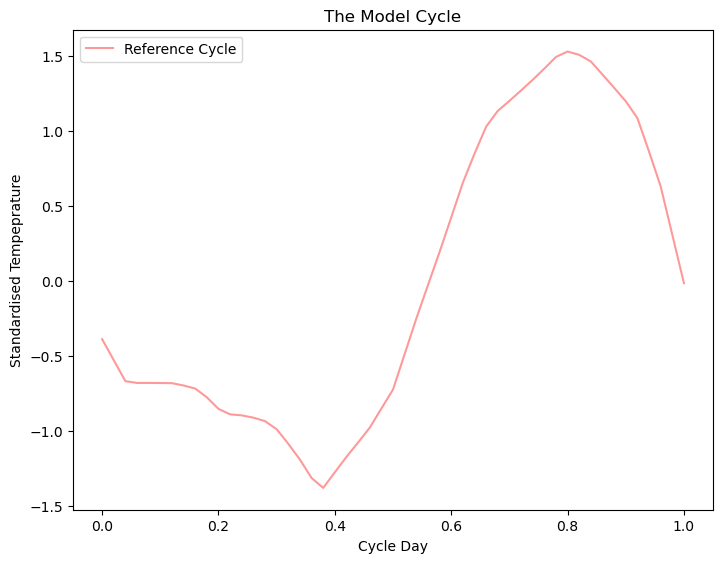 The Model Cycle
Reference Cycle
Standardised Tempeprature
1.5
1.0
0.5
0.0
−0.5
−1.0
−1.5
0.0 0.2 0.4 0.6 0.8 1.0
Cycle Day